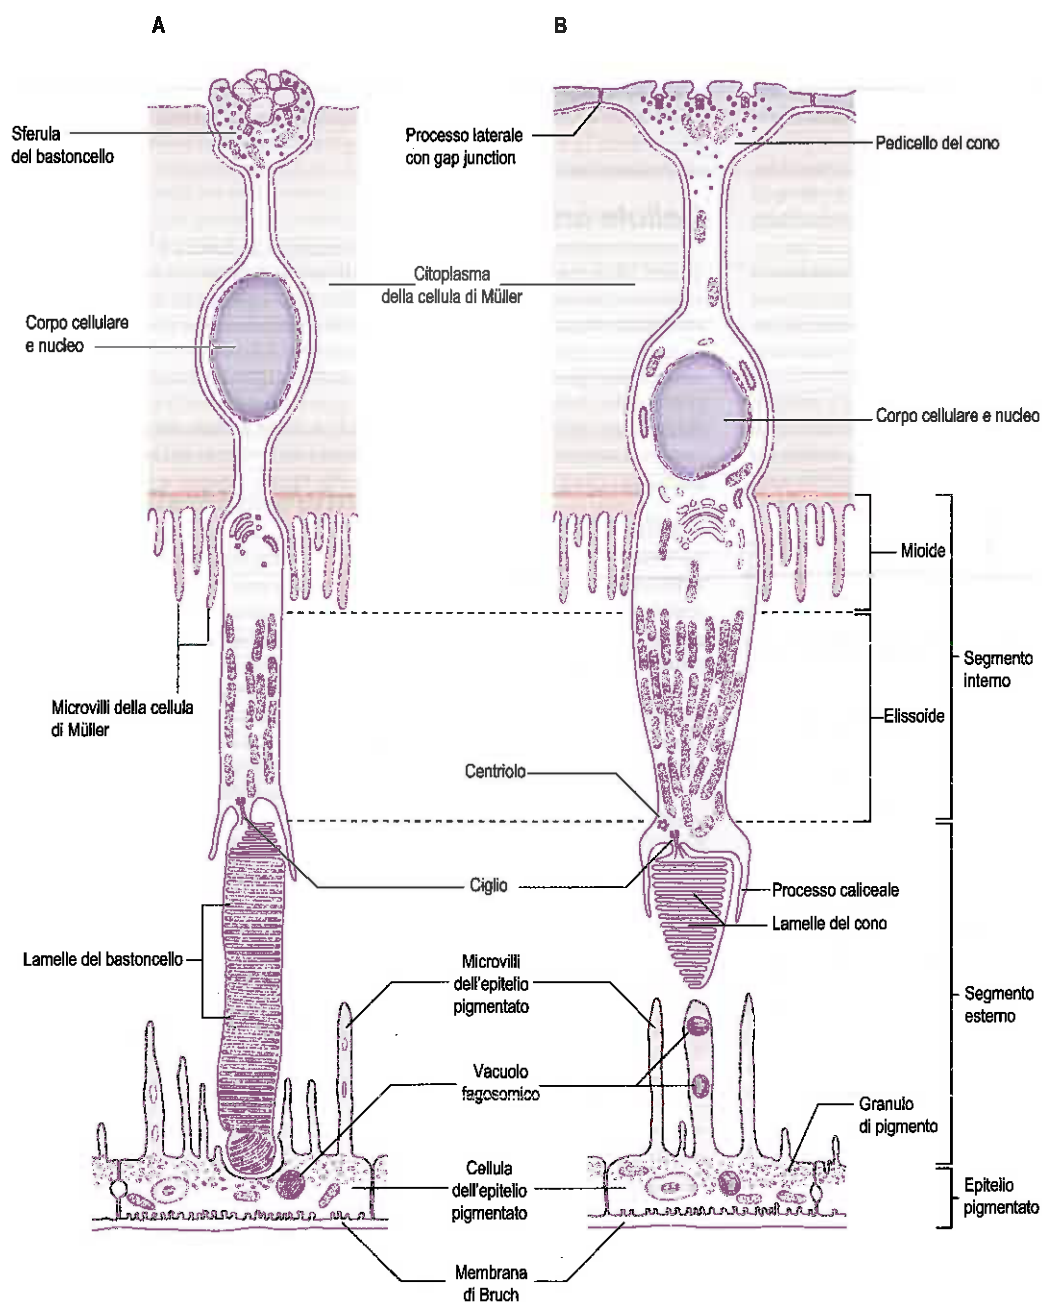 A
B
Sferula
del bastoncello
Processo laterale
con gap junction
Pedicello del cono
Citoplasma
della cellula di Müller
Corpo cellulare
e nucleo
Corpo cellulare e nucleo
Mioide
Segmento
interno
Microvilli della cellula
di Müller
Elissoide
Centriolo
Ciglio
Processo caliceale
Lamelle del cono
Lamelle del bastoncello
Microvilli
dell'epitelio
pigmentato
Segmento
esterno
Vacuolo
fagosomico
Granulo
di pigmento
Cellula
dell'epitelio
pigmentato
Epitelio
pigmentato
Membrana
di Bruch